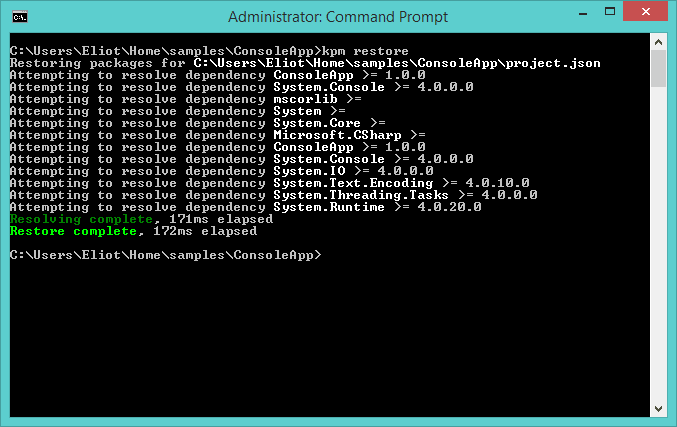 Administrator: Command Prompt
C:\Users\Eliot\Home\samples\ConsoleApp>kpm restore
Restoring packages for C:\Users\Eliot\Home\samples\ConsoleApp\project.json
Attempting to resolve dependency ConsoleApp >= 1.0.0
Attempting to resolve dependency System.Console >= 4.0.0.0
Attempting to resolve dependency mscorlib >=
Attempting to resolve dependency System >=
Attempting to resolve dependency System.Core >=
Attempting to resolve dependency Microsoft.CSharp >=
Attempting to resolve dependency ConsoleApp >= 1.0.0
Attempting to resolve dependency System.Console >= 4.0.0.0
Attempting to resolve dependency System.IO >= 4.0.0.0
Attempting to resolve dependency System.Text.Encoding >= 4.0.10.0
Attempting to resolve dependency System.Threading.Tasks >= 4.0.0.0
Attempting to resolve dependency System.Runtime >= 4.0.20.0
Resolving complete, 171ms elapsed
Restore complete, 172ms elapsed
C:\Users\Eliot\Home\samples\ConsoleApp>